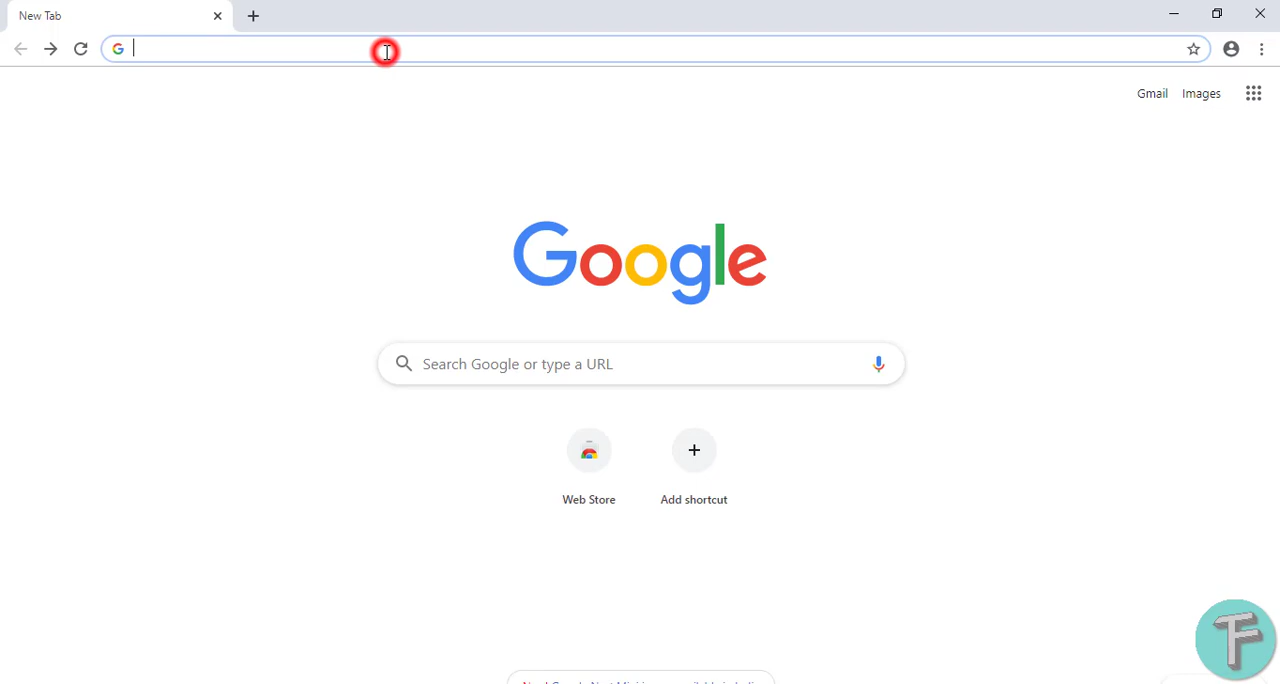 New Tab
Gmail Images
Google
Search Google or type a URL
Web Store Add shortcut